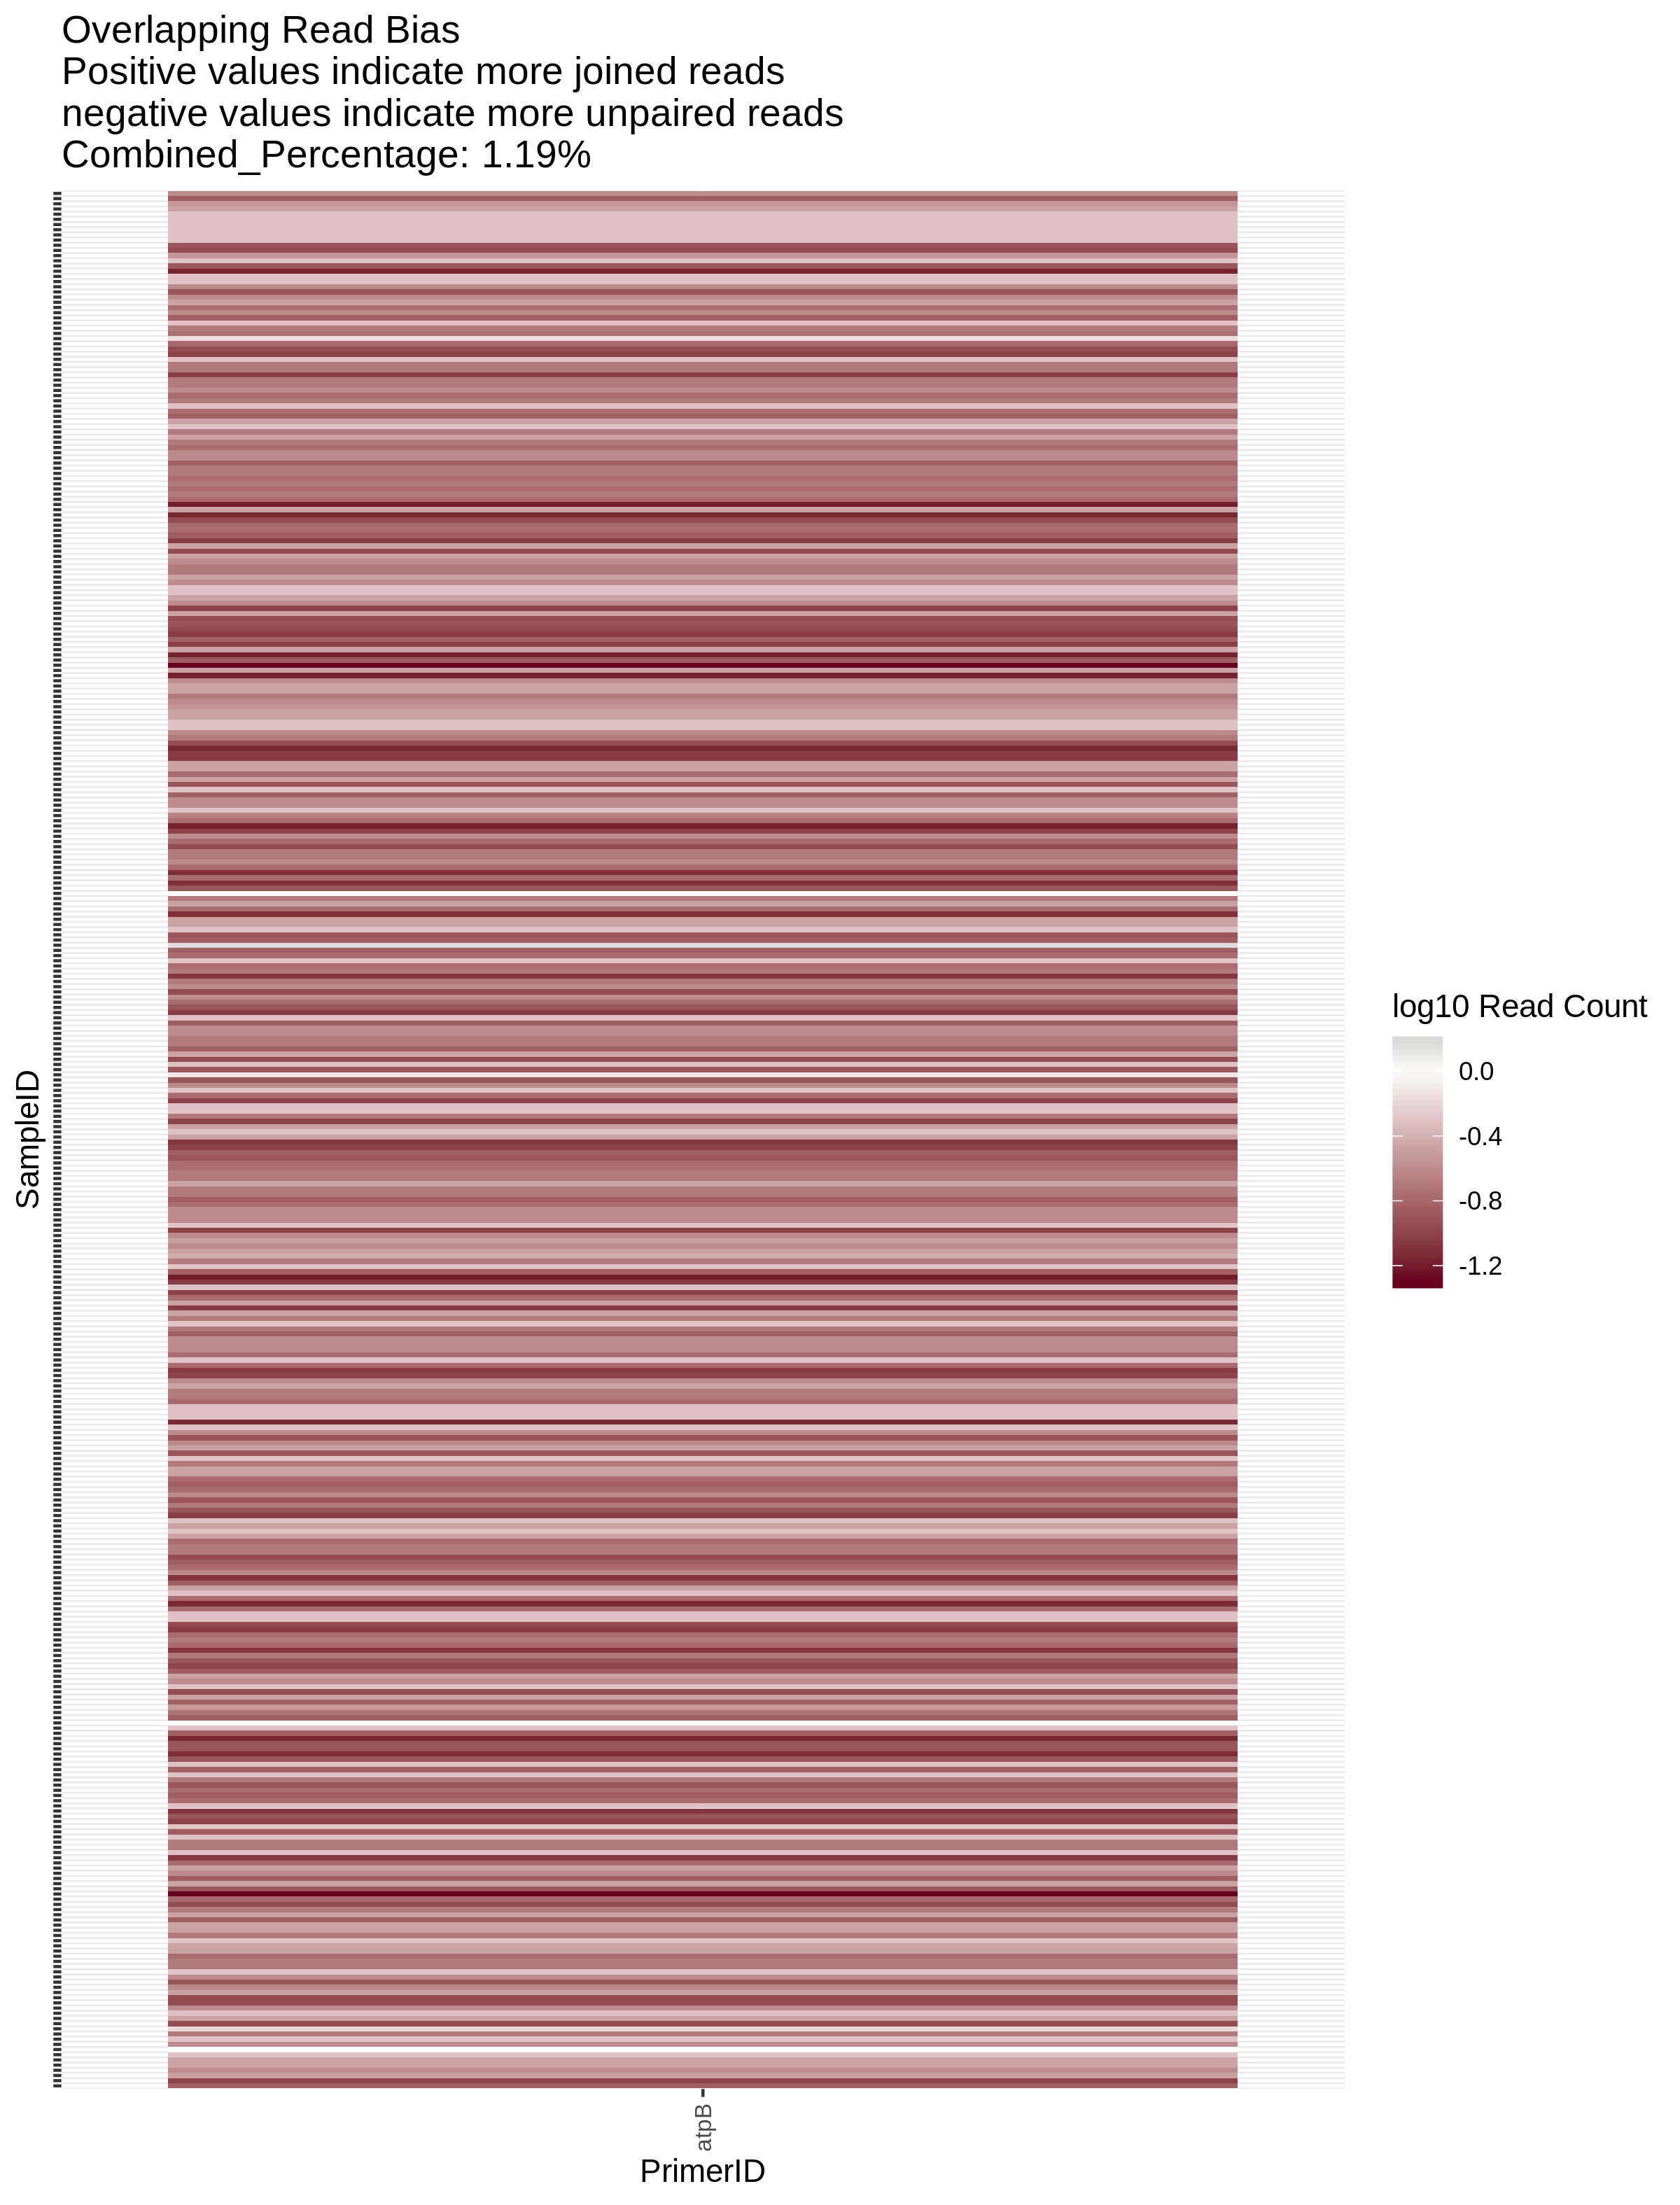 Overlapping Read Bias
Positive values indicate more joined reads
negative values indicate more unpaired reads
Combined_Percentage: 1.19%
SampleID
log10 Read Count
0.0
-0.4
-0.8
-1.2
atpB
PrimerID